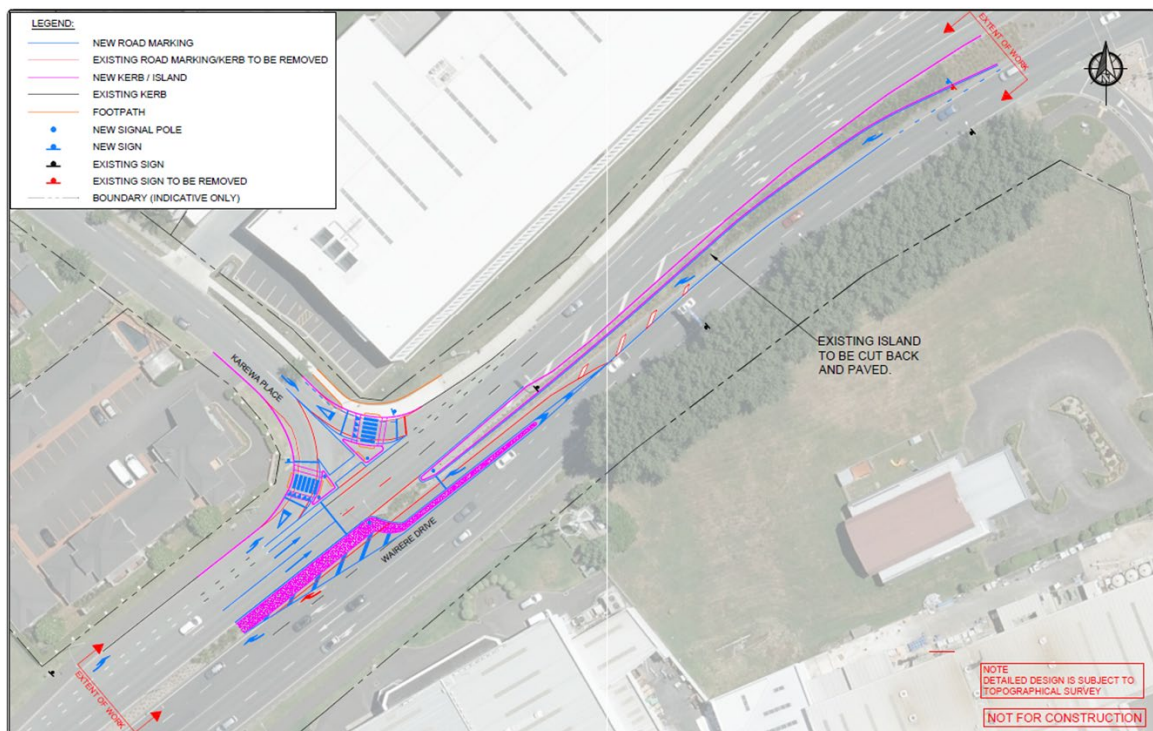 LEGEND:
NEW ROAD MARKING
EXISTING ROAD MARKING/KERB TO BE REMOVED
NEW KERB / ISLAND
EXISTING KERB
FOOTPATH
NEW SIGNAL POLE
NEW SIGN
EXISTING SIGN
EXISTING SIGN TO BE REMOVED
BOUNDARY (INDICATIVE ONLY)
EXTENT OF WORK
EXISTING ISLAND
TO BE CUT BACK
AND PAVED.
KAREWA PLACE
WAIRERE DRIVE
EXTENT OF WORK
NOTE
DETAILED DESIGN IS SUBJECT TO
TOPOGRAPHICAL SURVEY
NOT FOR CONSTRUCTION